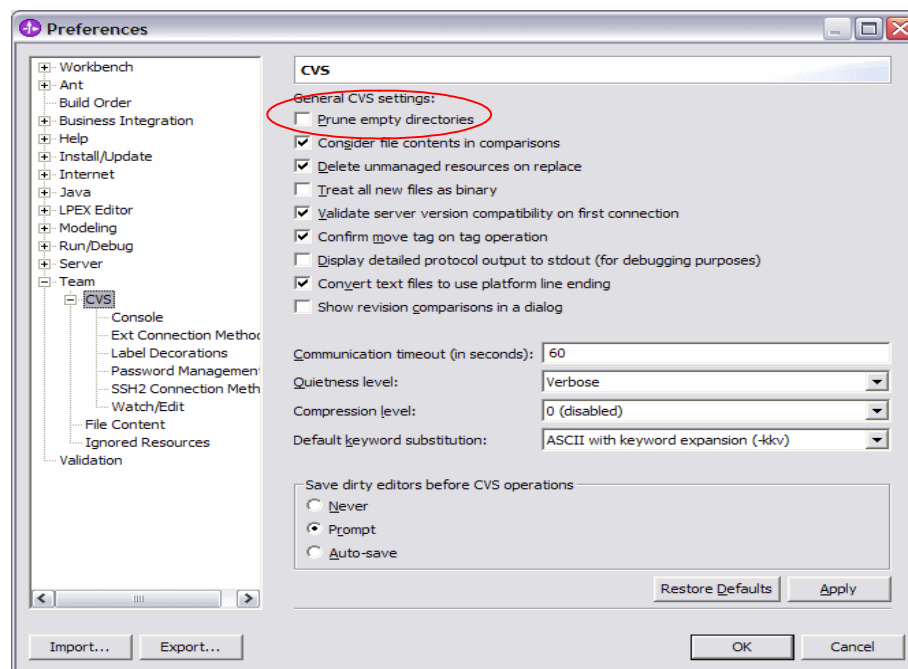 Preferences
Workbench
Ant
Build Order
Business Integration
Help
Install/Update
Internet
Java
LPEX Editor
Modeling
Run/Debug
Server
Team
CVS
Console
Ext Connection Method
Label Decorations
Password Management
SSH2 Connection Meth
Watch/Edit
File Content
Ignored Resources
Validation
CVS
General CVS settings:
Prune empty directories
Consider file contents in comparisons
Delete unmanaged resources on replace
Treat all new files as binary
Validate server version compatibility on first connection
Confirm move tag on tag operation
Display detailed protocol output to stdout (for debugging purposes)
Convert text files to use platform line ending
Show revision comparisons in a dialog
Communication timeout (in seconds): 60
Quietness level: Verbose
Compression level: 0 (disabled)
Default keyword substitution: ASCII with keyword expansion (-kkv)
Save dirty editors before CVS operations
Never
Prompt
Auto-save
Restore Defaults Apply
Import... Export... OK Cancel